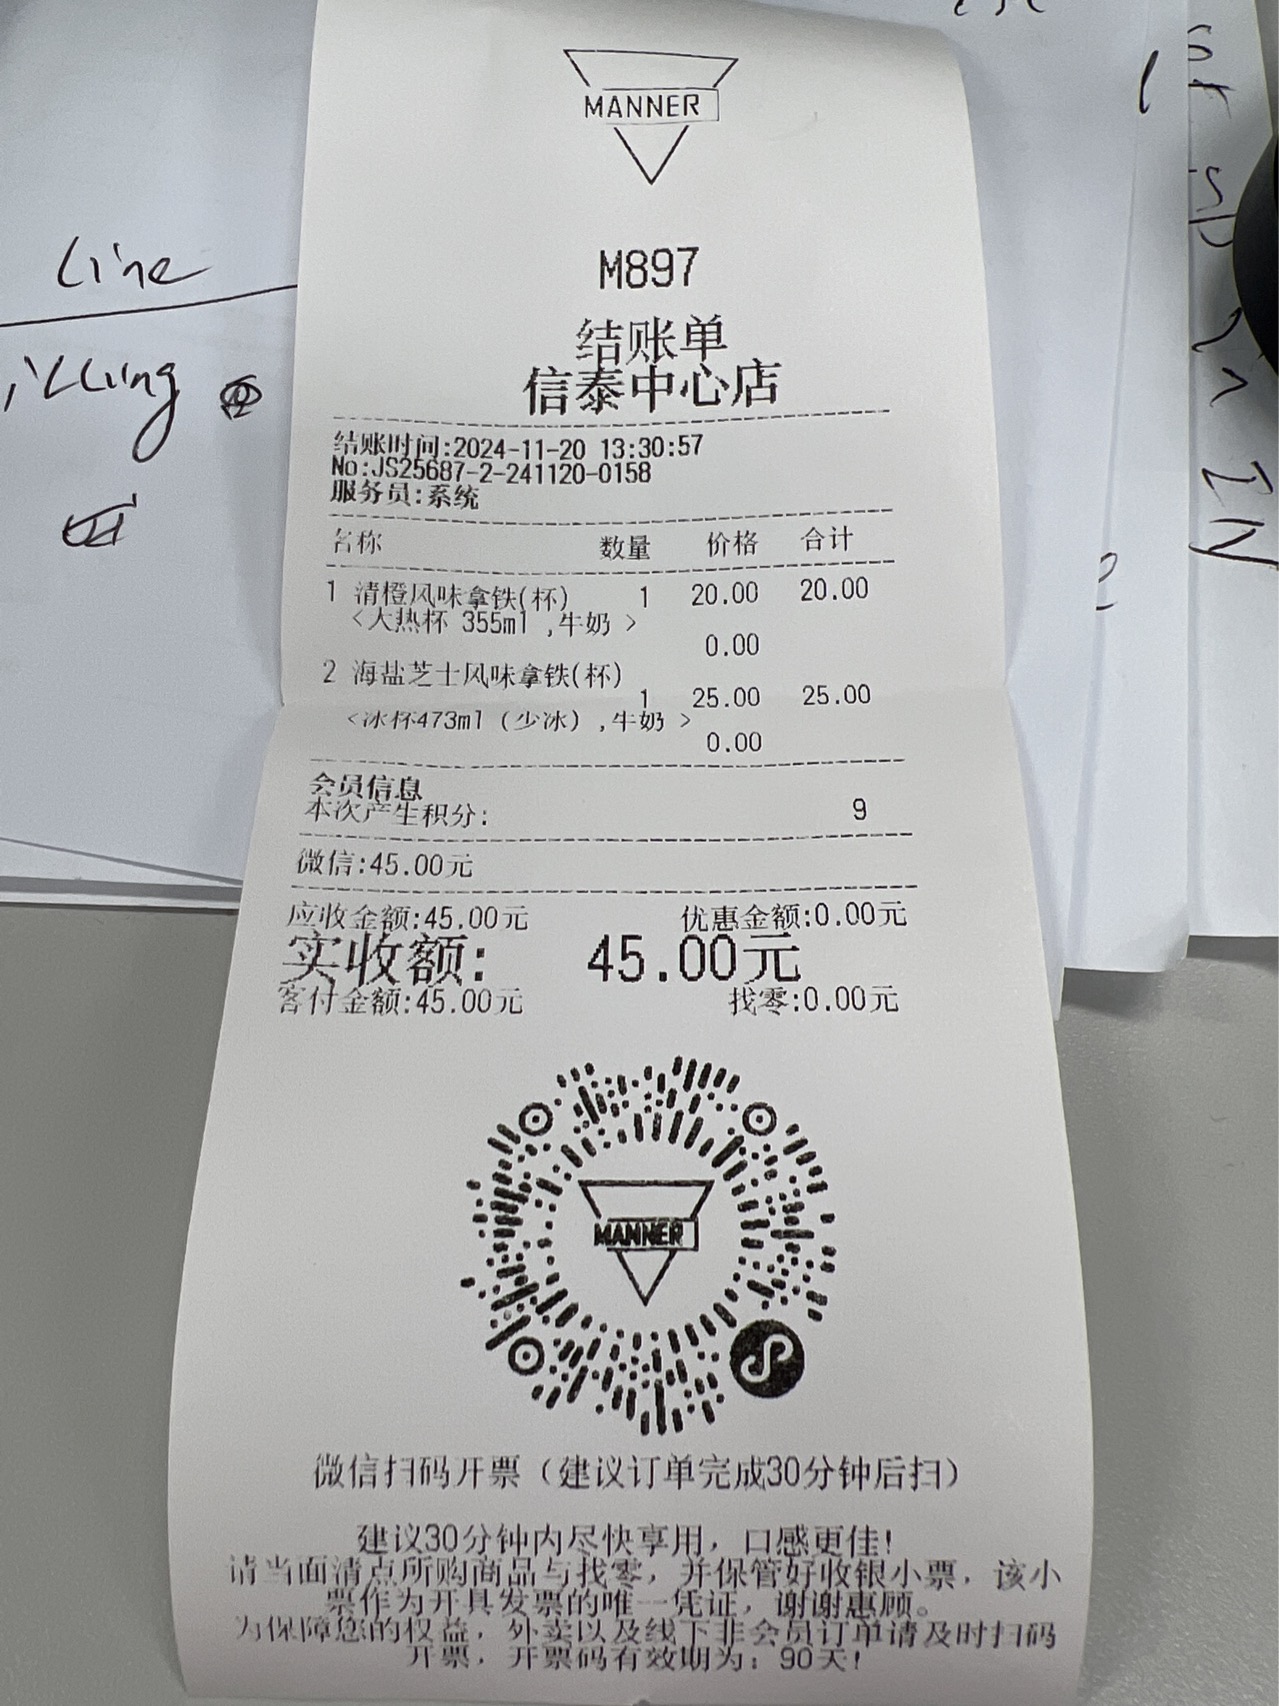 MANNER
M897
结账单
信泰中心店
结账时间:2024-11-20 13:30:57
No:JS25687-2-241120-0158
服务员:系统
名称 数量 价格 合计
1 清橙风味拿铁(杯) 1 20.00 20.00
<大热杯 355ml ,牛奶 >
0.00
2 海盐芝士风味拿铁(杯)
1 25.00 25.00
<冰杯473ml (少冰) ,牛奶 >
0.00
会员信息
本次产生积分: 9
微信:45.00元
应收金额:45.00元 优惠金额:0.00元
实收额: 45.00元
客付金额:45.00元 找零:0.00元
MANNER
微信扫码开票（建议订单完成30分钟后扫）
建议30分钟内尽快享用，口感更佳!
请当面清点所购商品与找零，并保管好收银小票，该小
票作为开具发票的唯一凭证，谢谢惠顾。
为保障您的权益，外卖以及线下非会员订单请及时扫码
开票，开票码有效期为：90天!
Line
IN